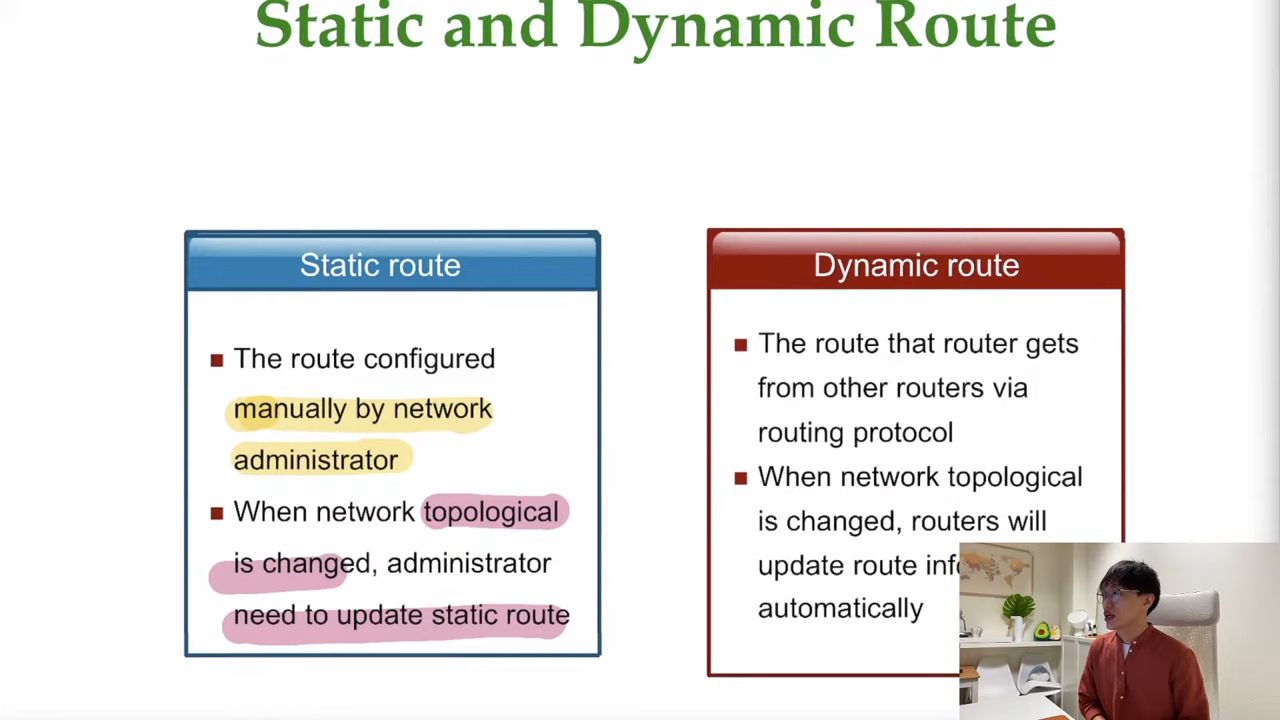 Static and Dynamic Route
Static route
The route configured
manually by network
administrator
When network topological
is changed, administrator
need to update static route
Dynamic route
The route that router gets
from other routers via
routing protocol
When network topological
is changed, routers will
update route
automatically